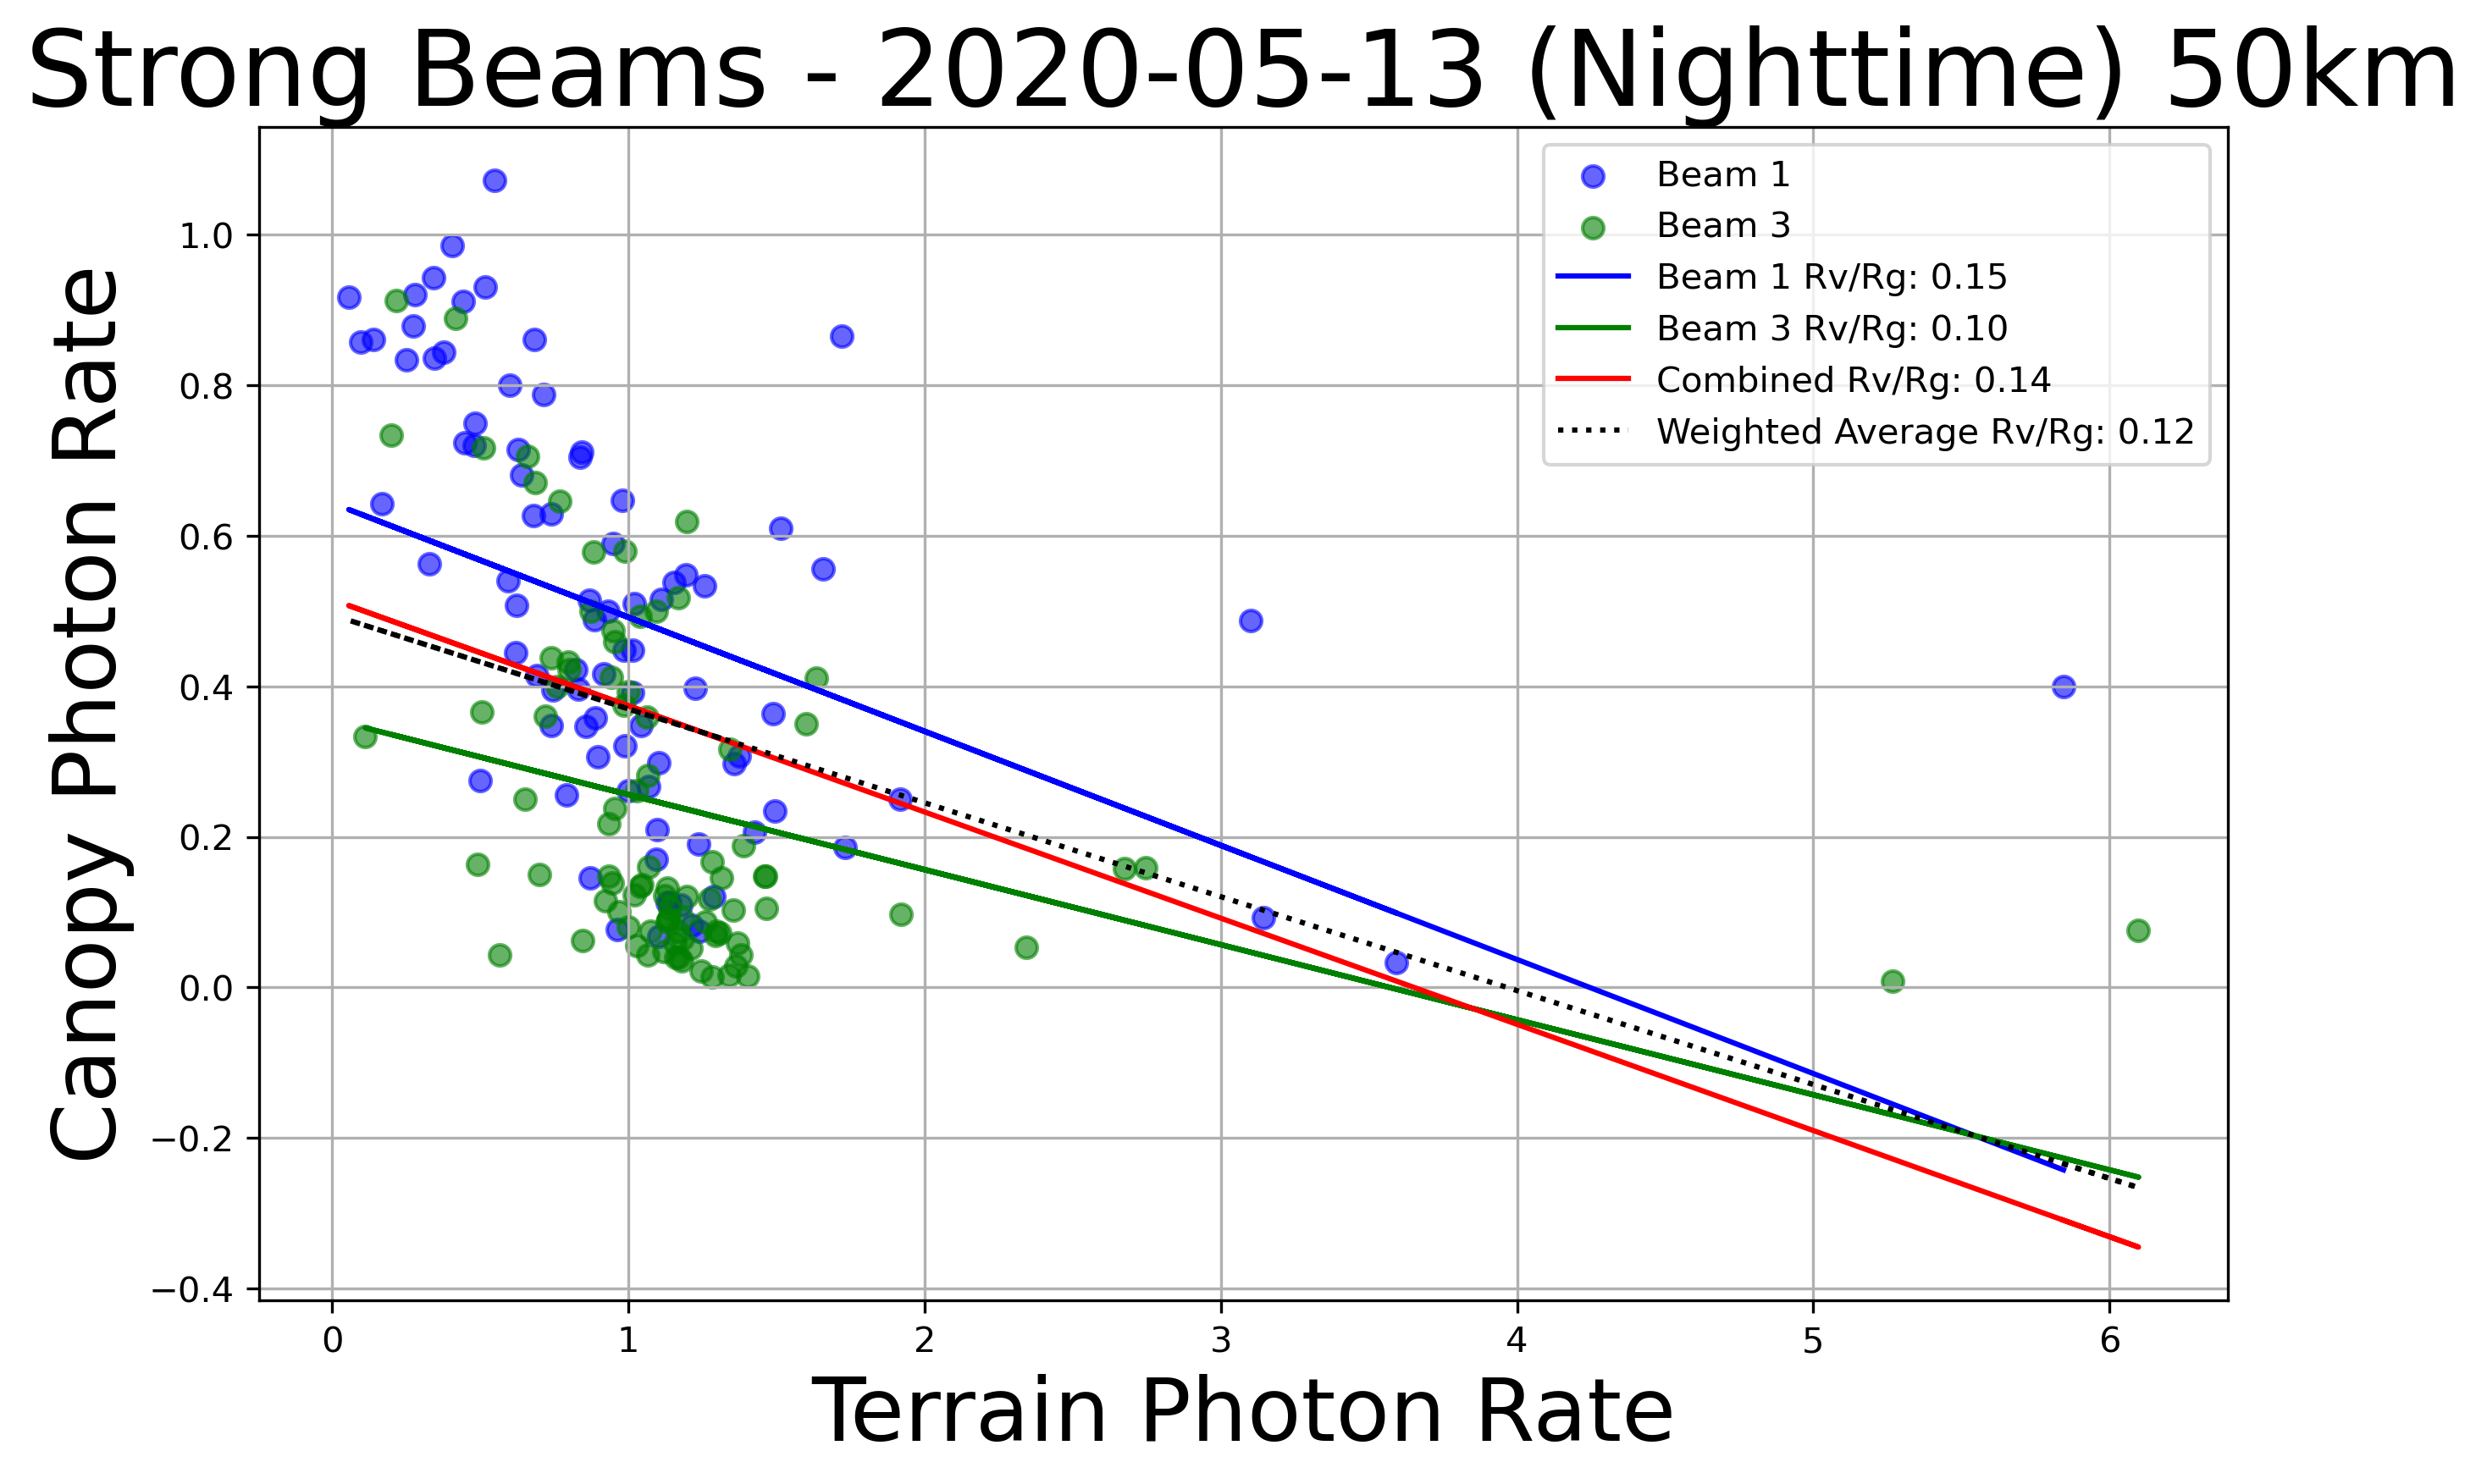 Strong Beams - 2020-05-13 (Nighttime) 50km
Beam 1
Beam 3
Beam 1 Rv/Rg: 0.15
Beam 3 Rv/Rg: 0.10
Combined Rv/Rg: 0.14
Weighted Average Rv/Rg: 0.12
Canopy Photon Rate
1.0
0.8
0.6
0.4
0.2
0.0
−0.2
−0.4
0 1 2 3 4 5 6
Terrain Photon Rate